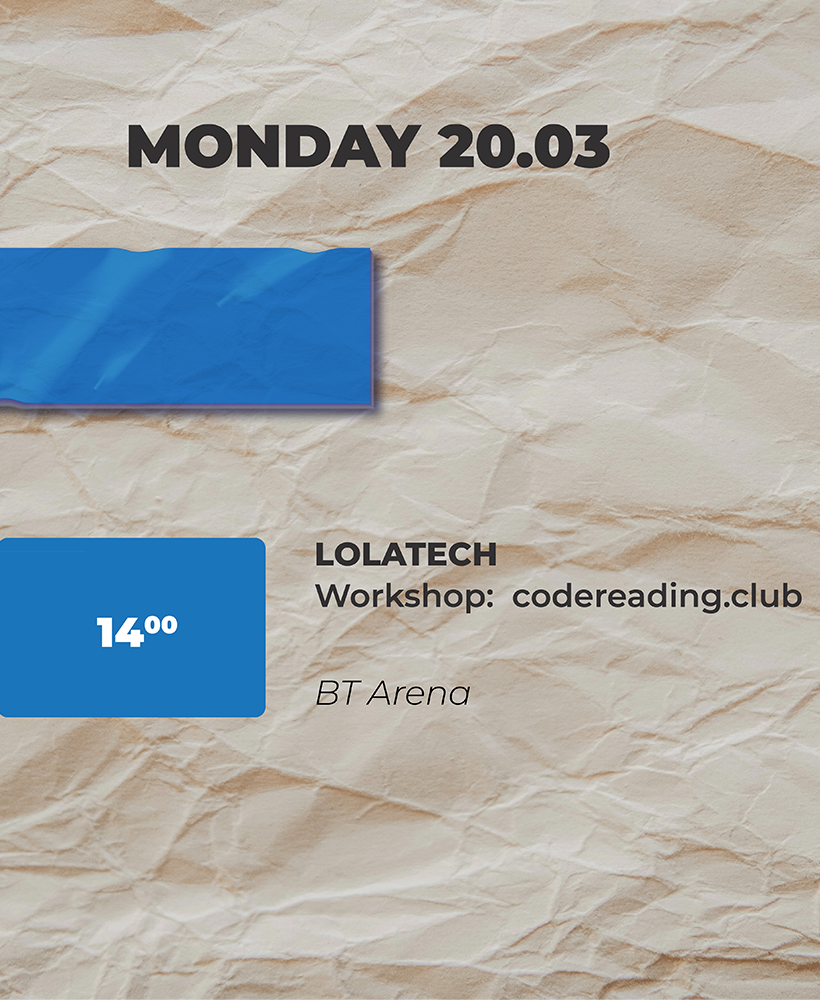 MONDAY 20.03
14⁰⁰
LOLATECH
Workshop: codereading.club
BT Arena